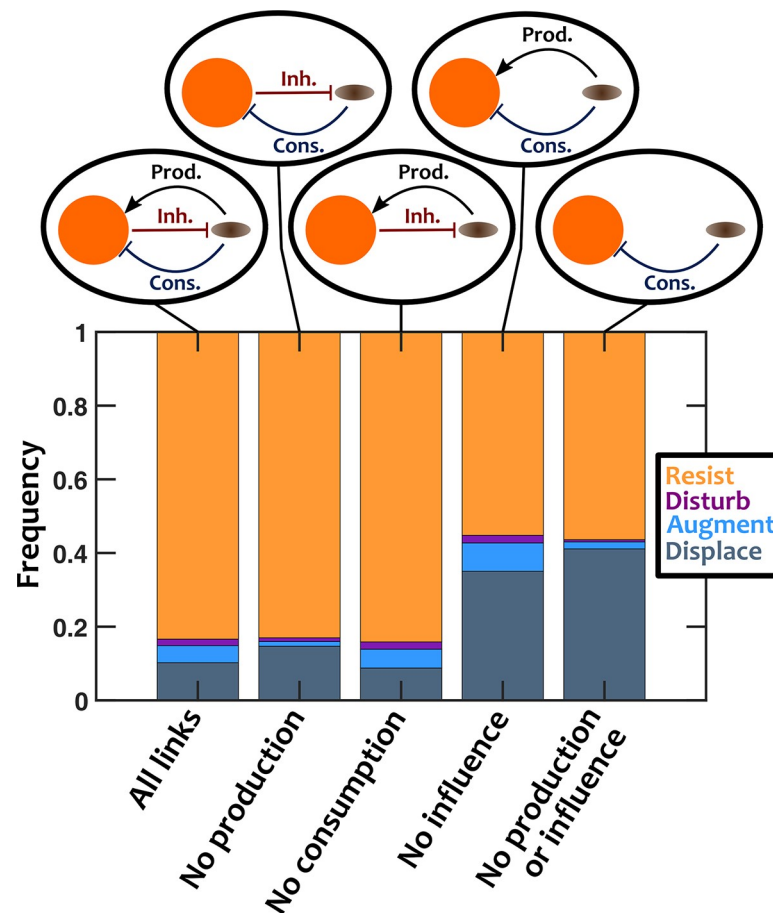 Inh.
Cons.
Prod.
Cons.
Prod.
Inh.
Cons.
Prod.
Inh.
Cons.
1
0.8
0.6
0.4
0.2
0
Frequency
Resist
Disturb
Augment
Displace
All links
No production
No consumption
No influence
No production
or influence